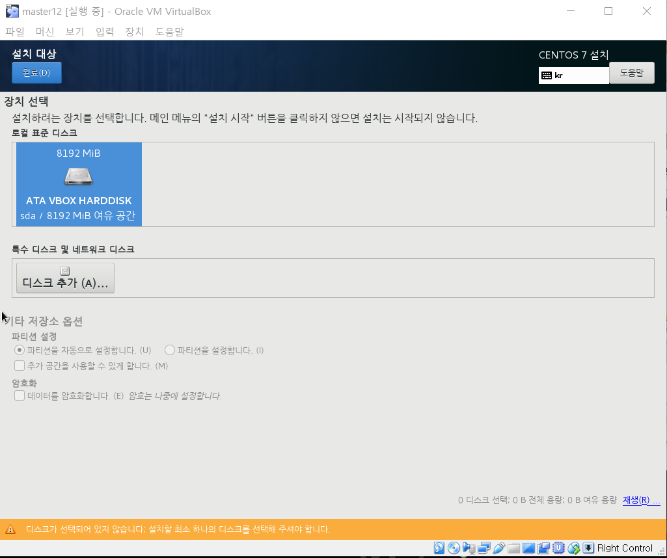 master12 [실행 중] - Oracle VM VirtualBox
파일 머신 보기 입력 장치 도움말
설치 대상
완료(D)
CENTOS 7 설치
kr
도움말
장치 선택
설치하려는 장치를 선택합니다. 메인 메뉴의 "설치 시작" 버튼을 클릭하지 않으면 설치는 시작되지 않습니다.
로컬 표준 디스크
8192 MiB
ATA VBOX HARDDISK
sda / 8192 MiB 여유 공간
특수 디스크 및 네트워크 디스크
디스크 추가 (A)...
기타 저장소 옵션
파티션 설정
파티션을 자동으로 설정합니다. (U) 파티션을 설정합니다. (I)
추가 공간을 사용할 수 있게 합니다. (M)
암호화
데이터를 암호화합니다. (E) 암호는 나중에 설정합니다.
0 디스크 선택; 0 B 전체 용량; 0 B 여유 용량 재생(R) ...
디스크가 선택되어 있지 않습니다; 설치할 최소 하나의 디스크를 선택해 주셔야 합니다.
Right Control